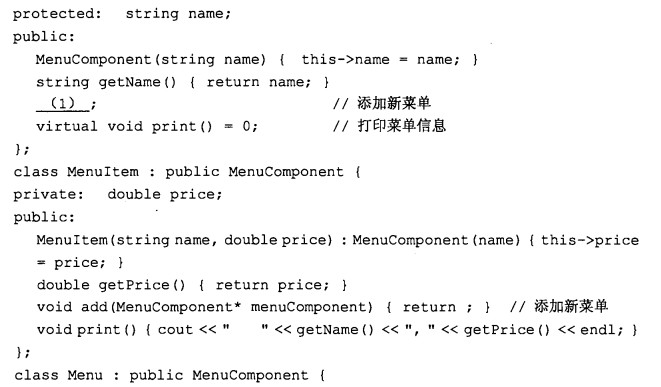 protected:   string name;
public:
MenuComponent(string name) {  this->name = name; }
string getName() { return name; }
(1) ;   // 添加新菜单
virtual void print() = 0;   // 打印菜单信息
};
class MenuItem : public MenuComponent {
private:   double price;
public:
MenuItem(string name, double price) : MenuComponent(name) { this->price
= price; }
double getPrice() { return price; }
void add(MenuComponent* menuComponent) { return ; }  // 添加新菜单
void print() { cout << "    " << getName() << ", " << getPrice() << endl; }
};
class Menu : public MenuComponent {